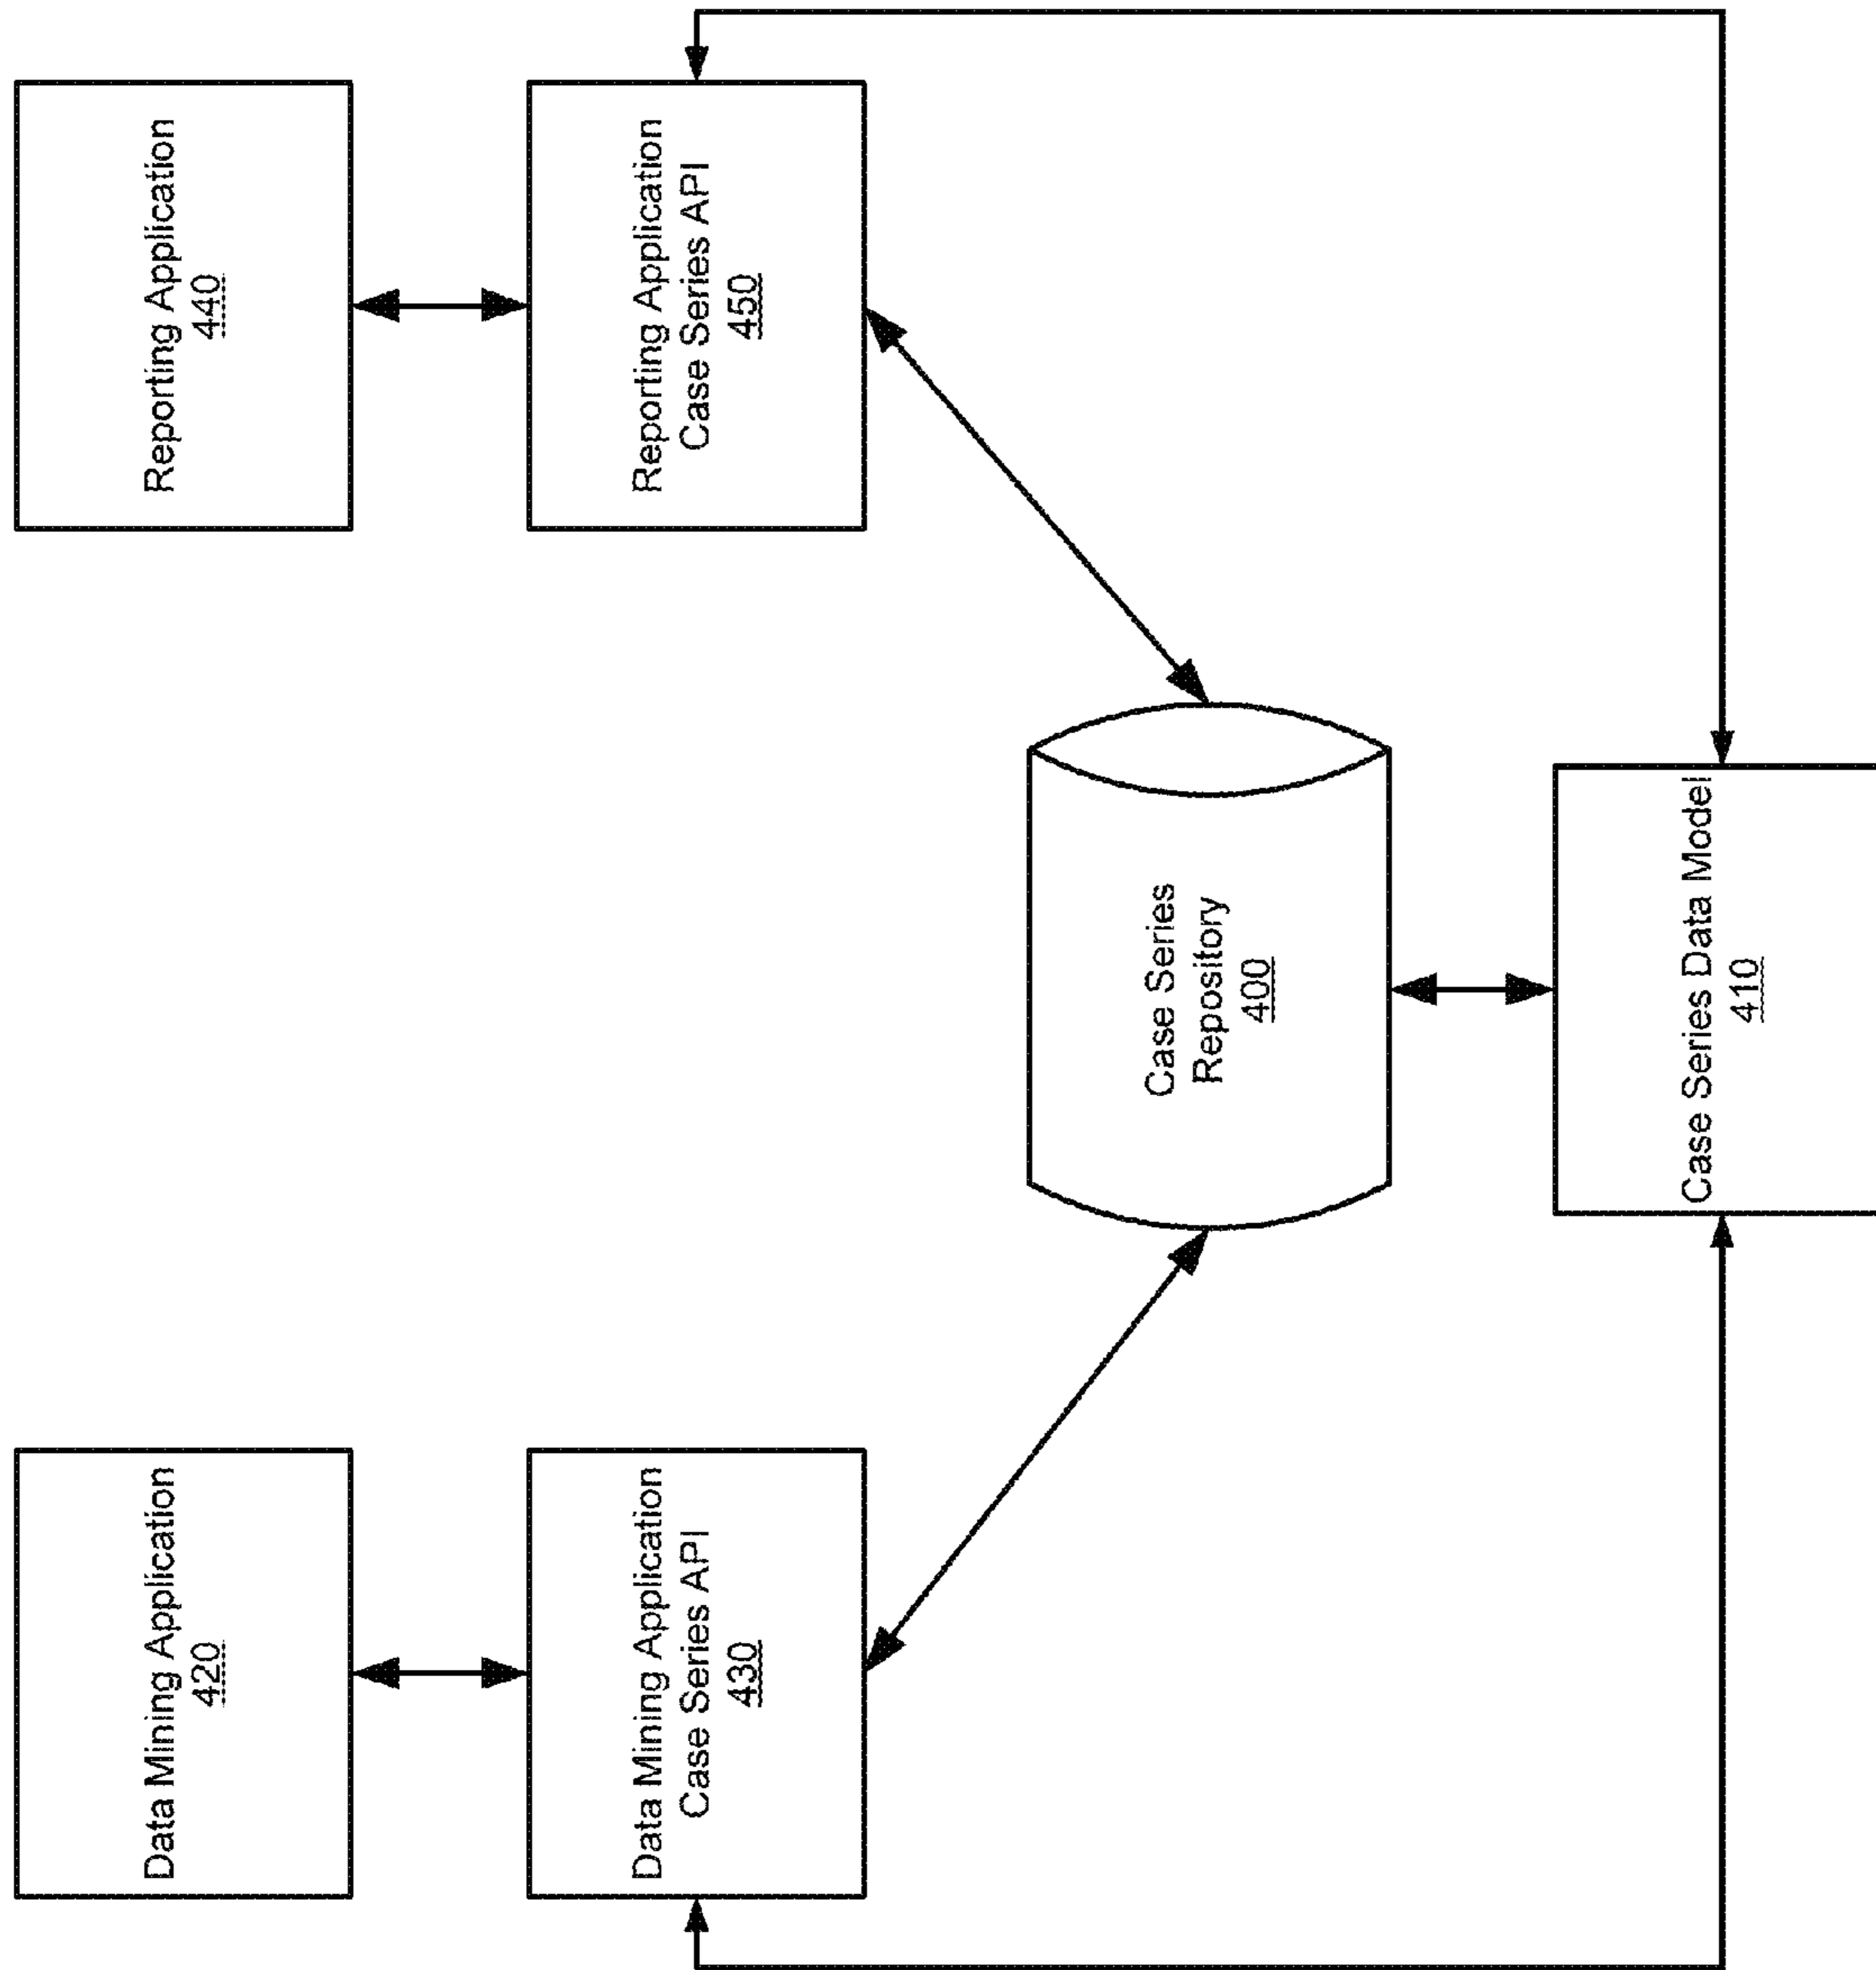 Data Mining Application
420
Reporting Application
440
Data Mining Application
Case Series API
430
Reporting Application
Case Series API
450
Case Series
Repository
400
Case Series Data Model
410